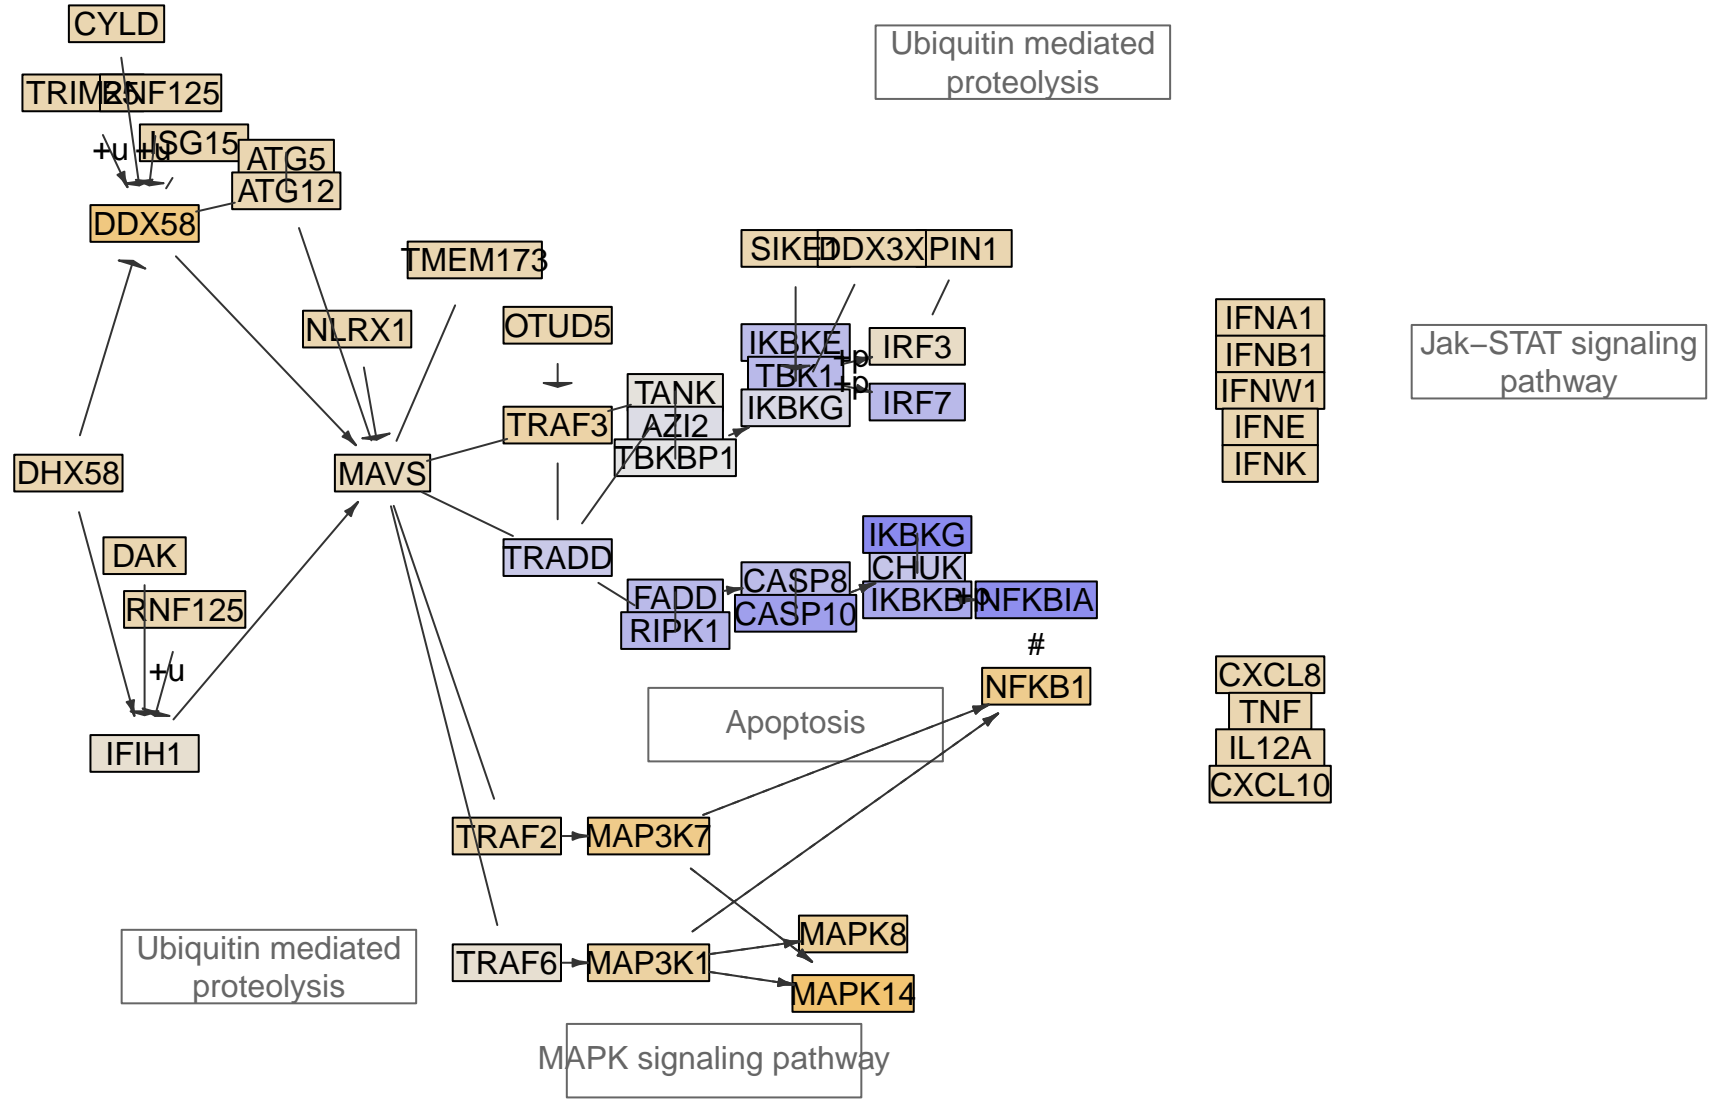 CYLD
Ubiquitin mediated
proteolysis
TRIM25
RNF125
ISG15
+u
+u
ATG5
ATG12
DDX58
TMEM173
SIKE1
DDX3X
PIN1
NLRX1
OTUD5
IKBKE
IRF3
+p
TBK1
+p
IKBKG
IRF7
IFNA1
IFNB1
IFNW1
IFNE
IFNK
Jak−STAT signaling
pathway
TANK
AZI2
TBKBP1
TRAF3
DHX58
MAVS
DAK
RNF125
+u
IFIH1
TRADD
FADD
RIPK1
CASP8
CASP10
IKBKG
CHUK
IKBKB
+p
NFKBIA
#
NFKB1
Apoptosis
CXCL8
TNF
IL12A
CXCL10
TRAF2
MAP3K7
MAPK8
TRAF6
MAP3K1
MAPK14
Ubiquitin mediated
proteolysis
MAPK signaling pathway